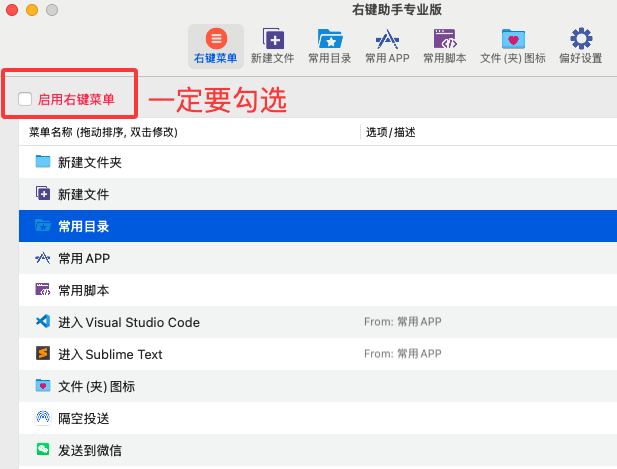 右键助手专业版
右键菜单 新建文件 常用目录 常用APP 常用脚本 文件(夹)图标 偏好设置
启用右键菜单 一定要勾选
菜单名称 (拖动排序, 双击修改) 选项/描述
新建文件夹
新建文件
常用目录
常用 APP
常用脚本
进入 Visual Studio Code From: 常用 APP
进入 Sublime Text From: 常用 APP
文件 (夹) 图标
隔空投送
发送到微信